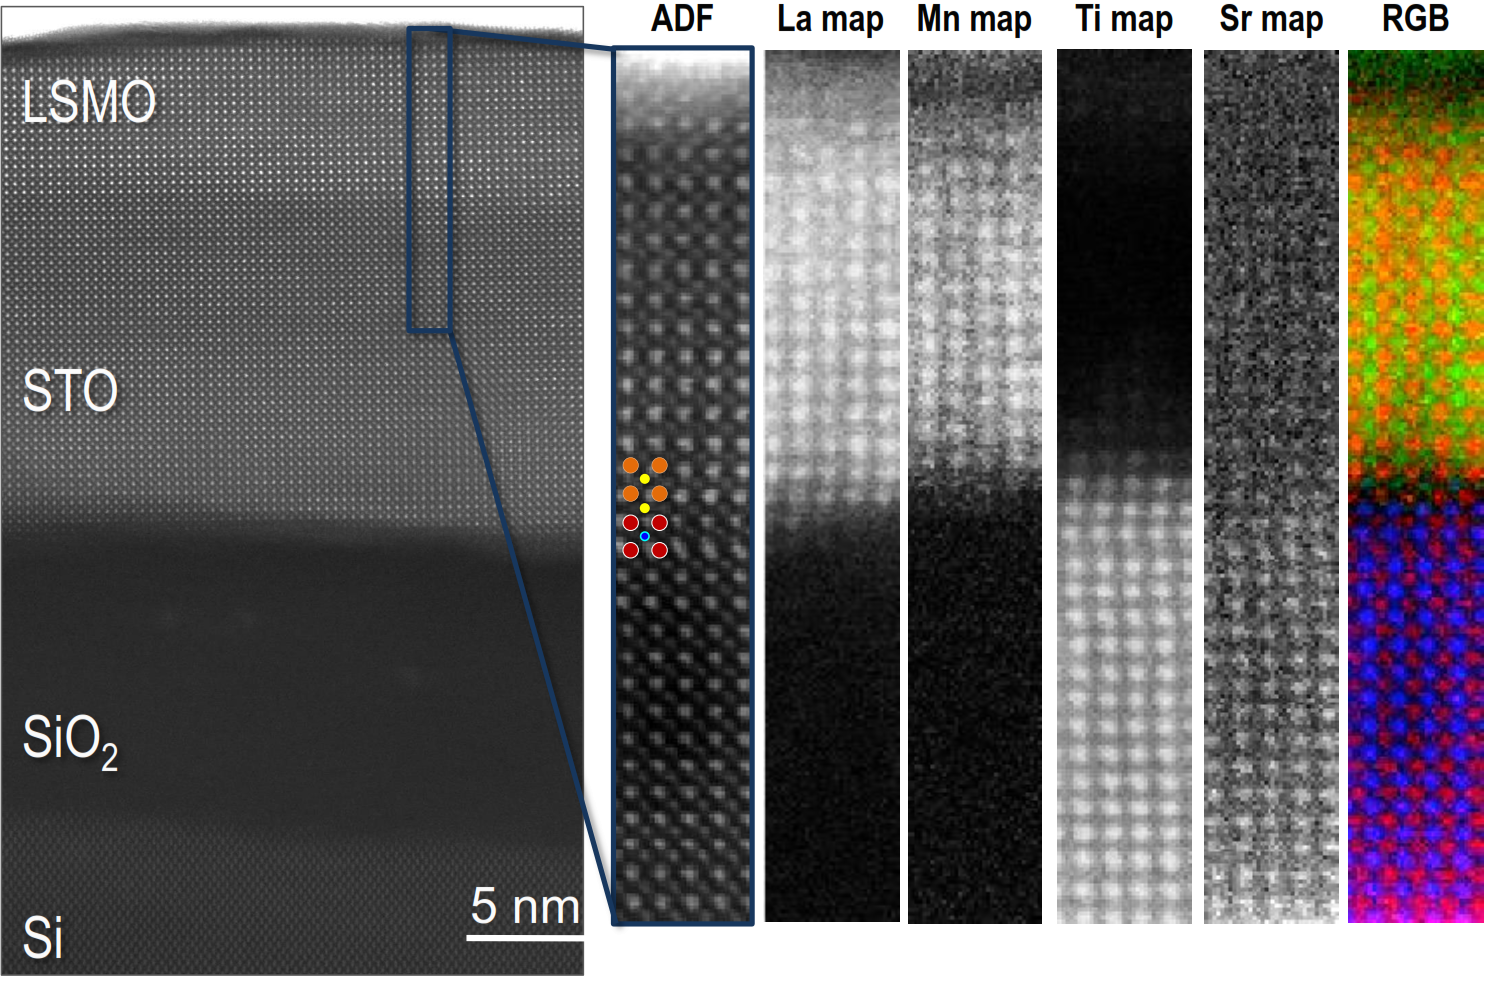 ADF
La map
Mn map
Ti map
Sr map
RGB
LSMO
STO
SiO2
5 nm
Si